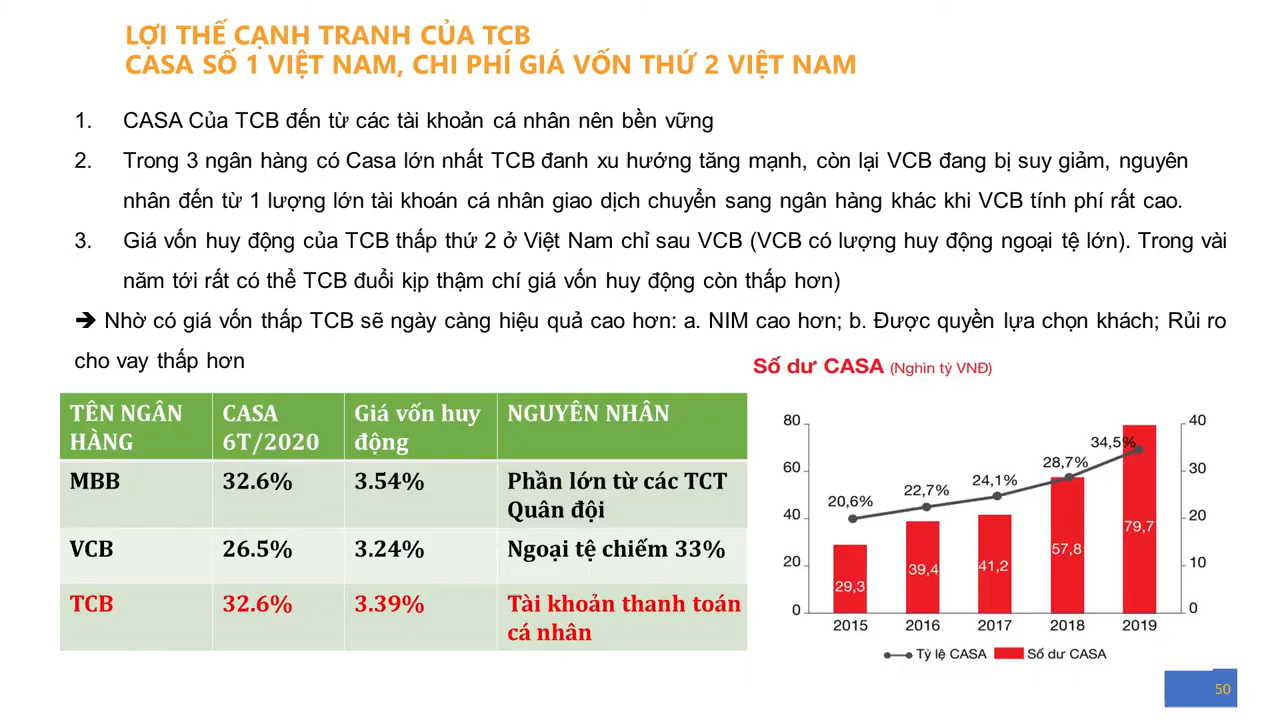 LỢI THẾ CẠNH TRANH CỦA TCB
CASA SỐ 1 VIỆT NAM, CHI PHÍ GIÁ VỐN THỨ 2 VIỆT NAM
1. CASA Của TCB đến từ các tài khoản cá nhân nên bền vững
2. Trong 3 ngân hàng có Casa lớn nhất TCB đanh xu hướng tăng mạnh, còn lại VCB đang bị suy giảm, nguyên
nhân đến từ 1 lượng lớn tài khoán cá nhân giao dịch chuyển sang ngân hàng khác khi VCB tính phí rất cao.
3. Giá vốn huy động của TCB thấp thứ 2 ở Việt Nam chỉ sau VCB (VCB có lượng huy động ngoại tệ lớn). Trong vài
năm tới rất có thể TCB đuổi kịp thậm chí giá vốn huy động còn thấp hơn)
➔ Nhờ có giá vốn thấp TCB sẽ ngày càng hiệu quả cao hơn: a. NIM cao hơn; b. Được quyền lựa chọn khách; Rủi ro
cho vay thấp hơn
TÊN NGÂN HÀNG CASA 6T/2020 Giá vốn huy động NGUYÊN NHÂN
MBB 32.6% 3.54% Phần lớn từ các TCT Quân đội
VCB 26.5% 3.24% Ngoại tệ chiếm 33%
TCB 32.6% 3.39% Tài khoản thanh toán cá nhân
Số dư CASA (Nghìn tỷ VNĐ)
80 60 40 20 0
40 30 20 10 0
20,6% 22,7% 24,1% 28,7% 34,5%
29,3 39,4 41,2 57,8 79,7
2015 2016 2017 2018 2019
Tỷ lệ CASA Số dư CASA
50